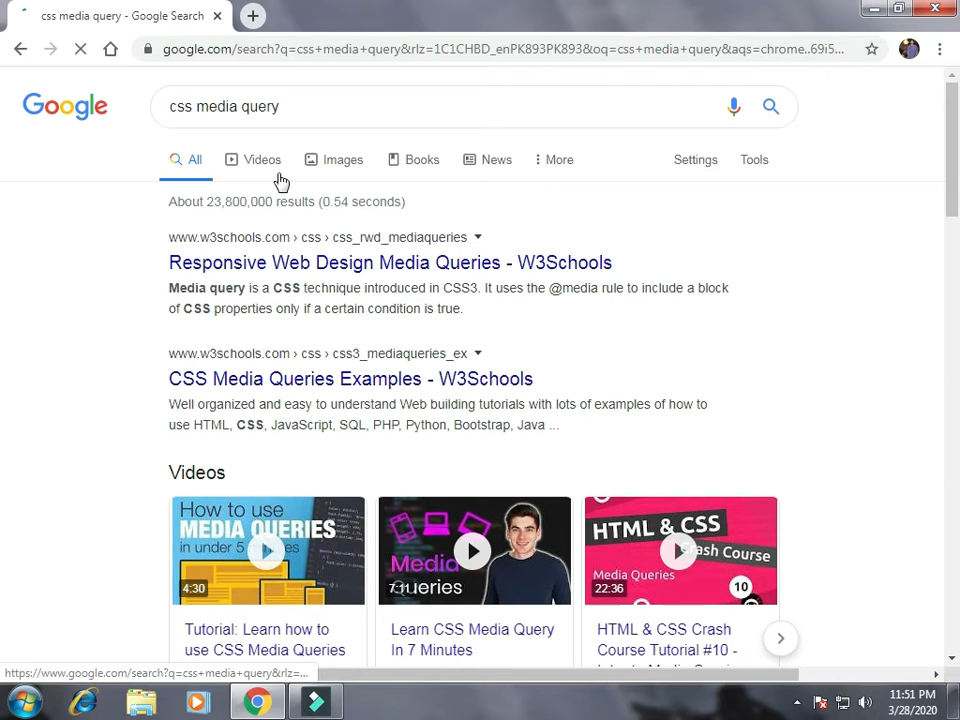 css media query - Google Search
google.com/search?q=css+media+query&rlz=1C1CHBD_enPK893PK893&oq=css+media+query&aqs=chrome..69i5...
Google
css media query
All
Videos
Images
Books
News
More
Settings
Tools
About 23,800,000 results (0.54 seconds)
www.w3schools.com › css › css_rwd_mediaqueries
Responsive Web Design Media Queries - W3Schools
Media query is a CSS technique introduced in CSS3. It uses the @media rule to include a block
of CSS properties only if a certain condition is true.
www.w3schools.com › css › css3_mediaqueries_ex
CSS Media Queries Examples - W3Schools
Well organized and easy to understand Web building tutorials with lots of examples of how to
use HTML, CSS, JavaScript, SQL, PHP, Python, Bootstrap, Java ...
Videos
How to use
MEDIA QUERIES
in under 5
4:30
Media
7:11
HTML & CSS
Crash Course
Media Queries
10
22:36
Tutorial: Learn how to
use CSS Media Queries
Learn CSS Media Query
In 7 Minutes
HTML & CSS Crash
Course Tutorial #10 -
https://www.google.com/search?q=css+media+query&rlz=...
11:51 PM
3/28/2020